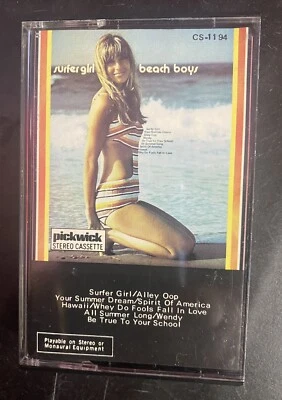 CS-1194
surfer girl beach boys
pickwick
STEREO CASSETTE
Surfer Girl/Alley Oop
Your Summer Dream/Spirit Of America
Hawaii/Whey Do Fools Fall In Love
All Summer Long/Wendy
Be True To Your School
Playable on Stereo or
Monaural Equipment